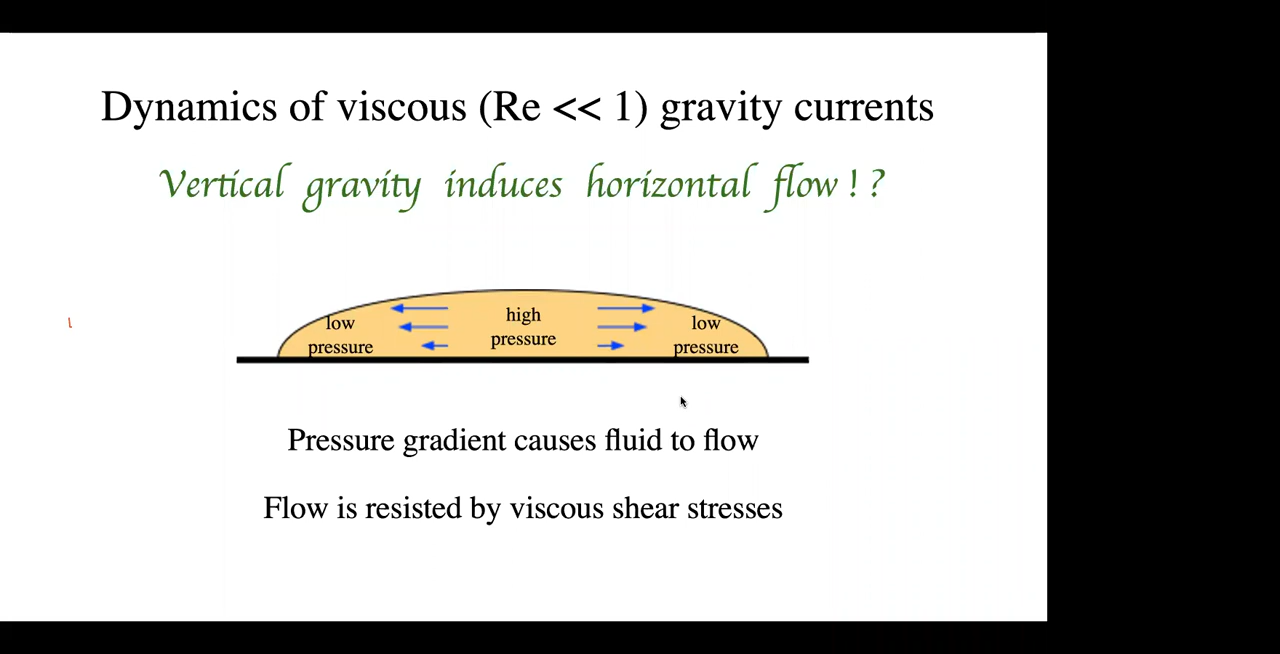 Dynamics of viscous (Re << 1) gravity currents
Vertical gravity induces horizontal flow ! ?
low
pressure
high
pressure
low
pressure
Pressure gradient causes fluid to flow
Flow is resisted by viscous shear stresses